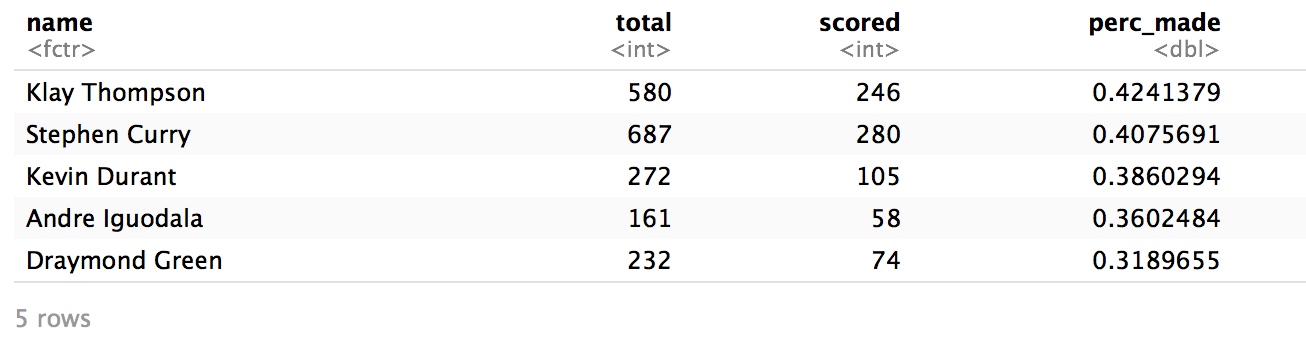 name total scored perc_made
<fctr> <int> <int> <dbl>
Klay Thompson 580 246 0.4241379
Stephen Curry 687 280 0.4075691
Kevin Durant 272 105 0.3860294
Andre Iguodala 161 58 0.3602484
Draymond Green 232 74 0.3189655
5 rows